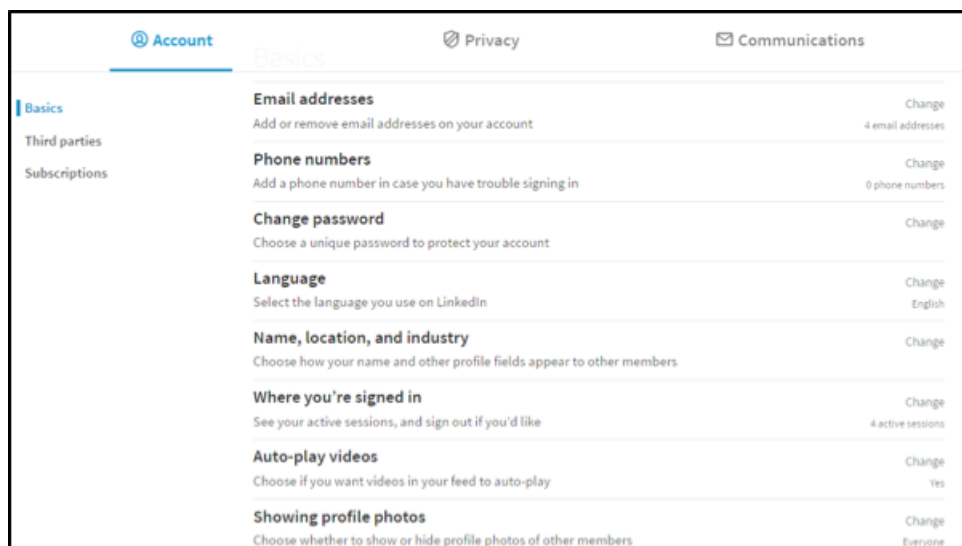 Account
Privacy
Communications
Basics
Basics
Third parties
Subscriptions
Email addresses
Change
Add or remove email addresses on your account
4 email addresses
Phone numbers
Change
Add a phone number in case you have trouble signing in
0 phone numbers
Change password
Change
Choose a unique password to protect your account
Language
Change
Select the language you use on LinkedIn
English
Name, location, and industry
Change
Choose how your name and other profile fields appear to other members
Where you're signed in
Change
See your active sessions, and sign out if you'd like
4 active sessions
Auto-play videos
Change
Choose if you want videos in your feed to auto-play
Yes
Showing profile photos
Change
Choose whether to show or hide profile photos of other members
Everyone